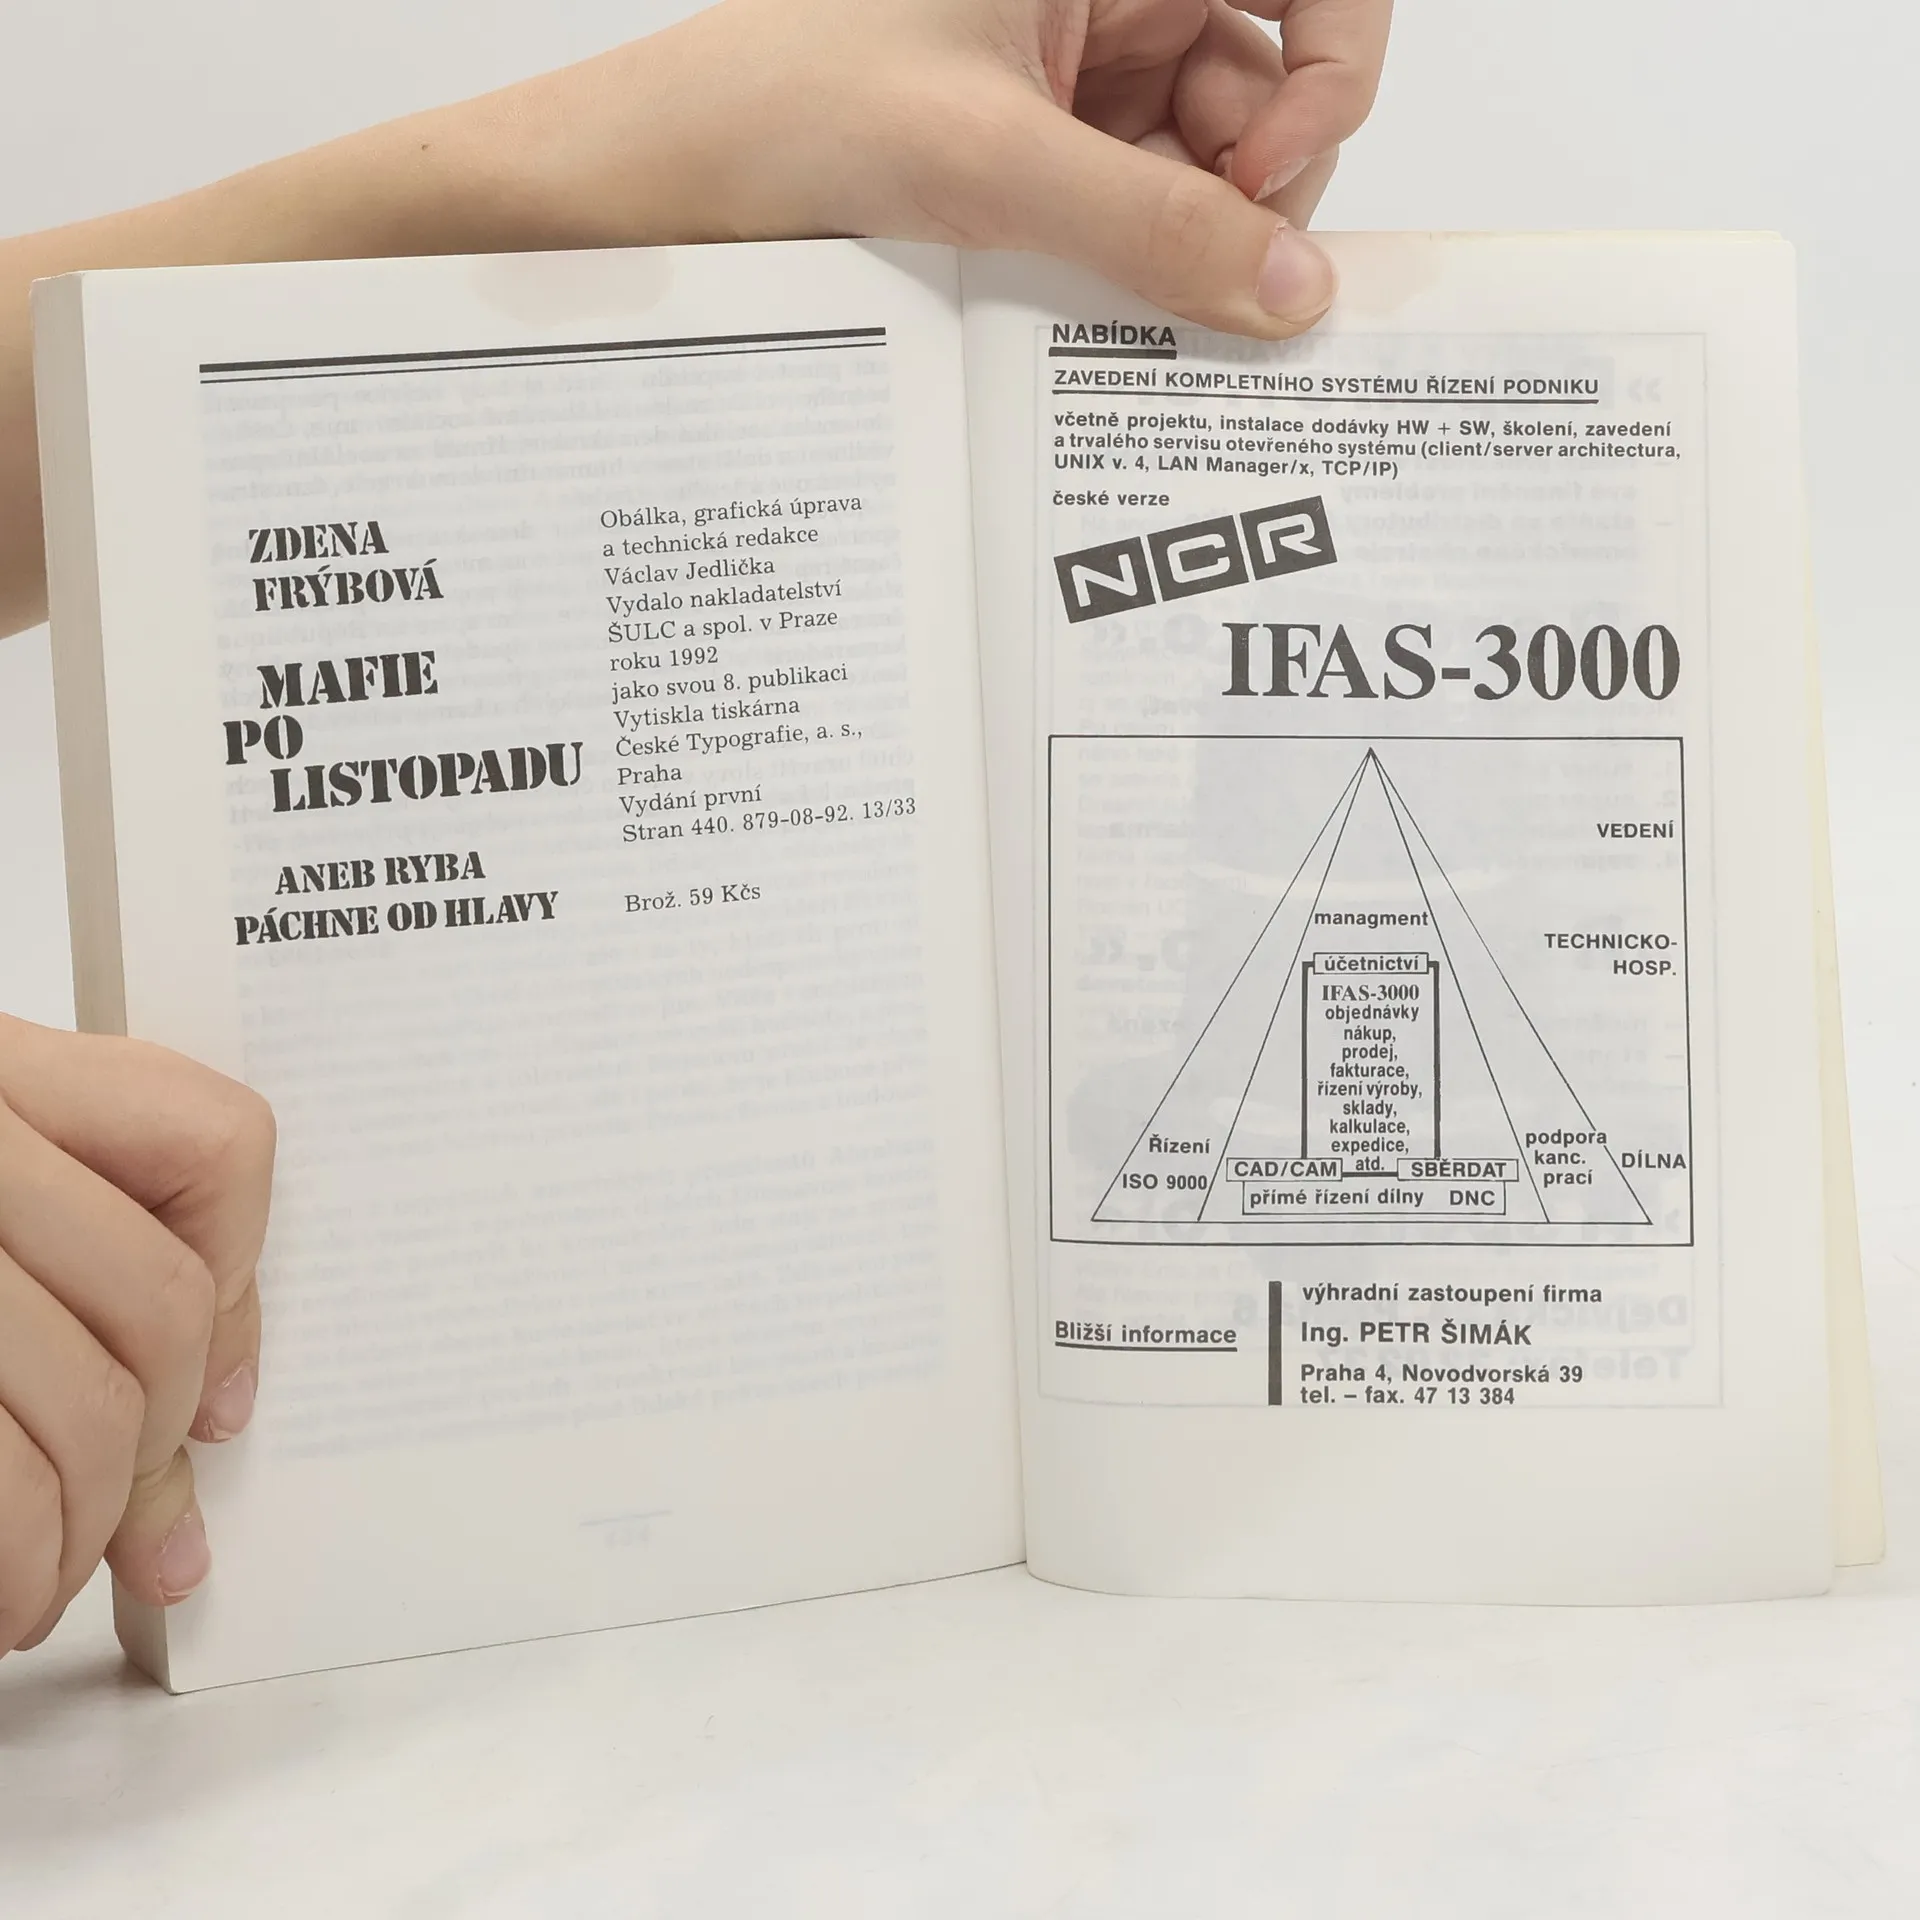 ZDENA
FRÝBOVÁ
MAFIE
PO
LISTOPADU
ANEB RYBA
PÁCHNE OD HLAVY
Obálka, grafická úprava
a technická redakce
Václav Jedlička
Vydalo nakladatelství
ŠULC a spol. v Praze
roku 1992
jako svou 8. publikaci
Vytiskla tiskárna
České Typografie, a. s.,
Praha
Vydání první
Stran 440. 879-08-92. 13/33
Brož. 59 Kčs
NABÍDKA
ZAVEDENÍ KOMPLETNÍHO SYSTÉMU ŘÍZENÍ PODNIKU
včetně projektu, instalace dodávky HW + SW, školení, zavedení
a trvalého servisu otevřeného systému (client/server architectura,
UNIX v. 4, LAN Manager/x, TCP/IP)
české verze
NCR
IFAS-3000
VEDENÍ
managment
TECHNICKO-
HOSP.
účetnictví
IFAS-3000
objednávky
nákup,
prodej,
fakturace,
řízení výroby,
sklady,
kalkulace,
expedice,
atd.
Řízení
ISO 9000
CAD/CAM
SBĚRDAT
přímé řízení dílny DNC
podpora
kanc.
prací
DÍLNA
Bližší informace
výhradní zastoupení firma
Ing. PETR ŠIMÁK
Praha 4, Novodvorská 39
tel. – fax. 47 13 384